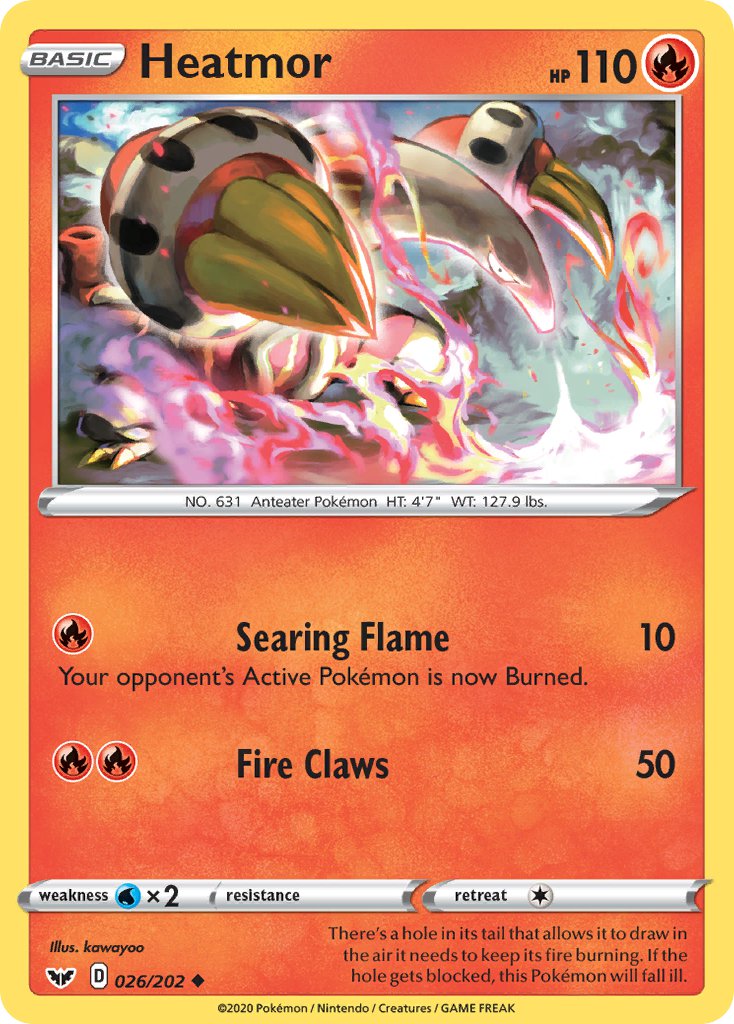 BASIC Heatmor HP 110
NO. 631 Anteater Pokémon HT: 4'7" WT: 127.9 lbs.
Searing Flame 10
Your opponent's Active Pokémon is now Burned.
Fire Claws 50
weakness ×2 resistance retreat
Illus. kawayoo
There's a hole in its tail that allows it to draw in
the air it needs to keep its fire burning. If the
hole gets blocked, this Pokémon will fall ill.
D 026/202 ◆
©2020 Pokémon / Nintendo / Creatures / GAME FREAK